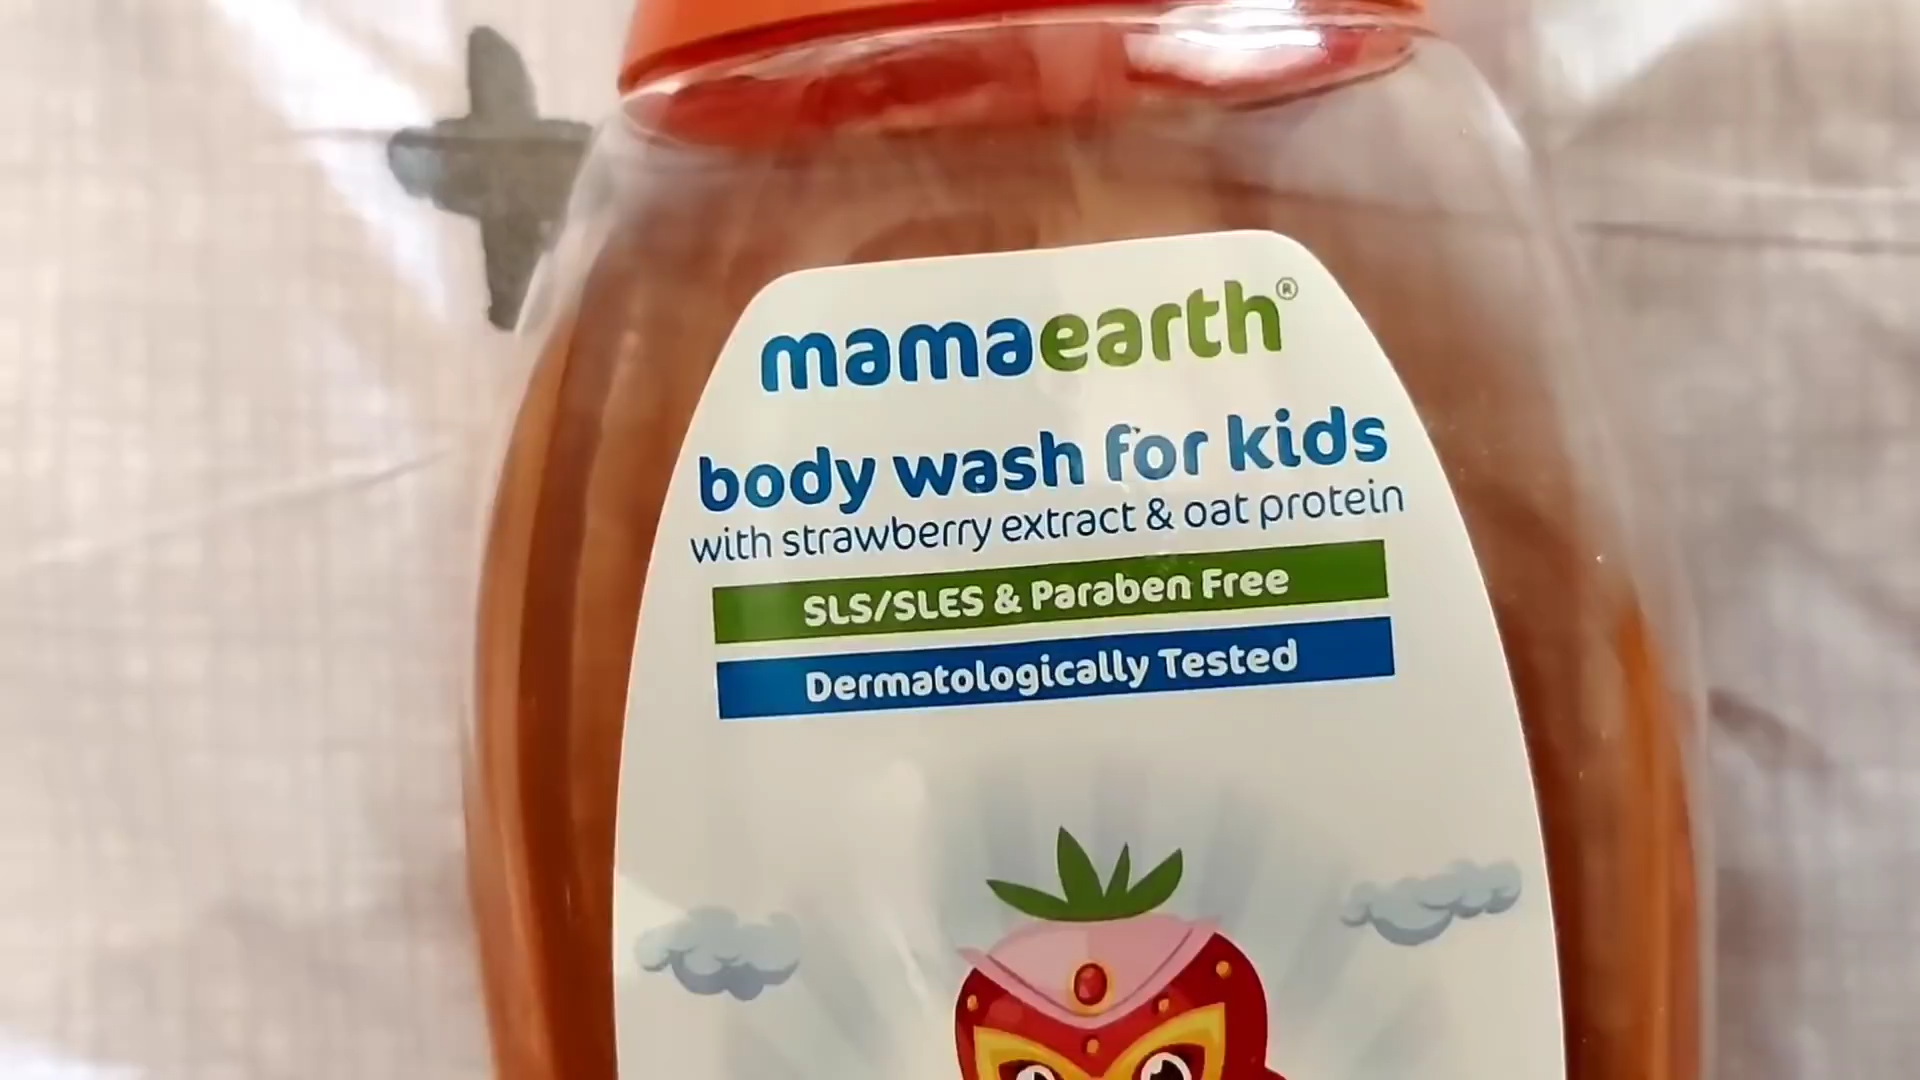 mamaearth®
body wash for kids
with strawberry extract & oat protein
SLS/SLES & Paraben Free
Dermatologically Tested